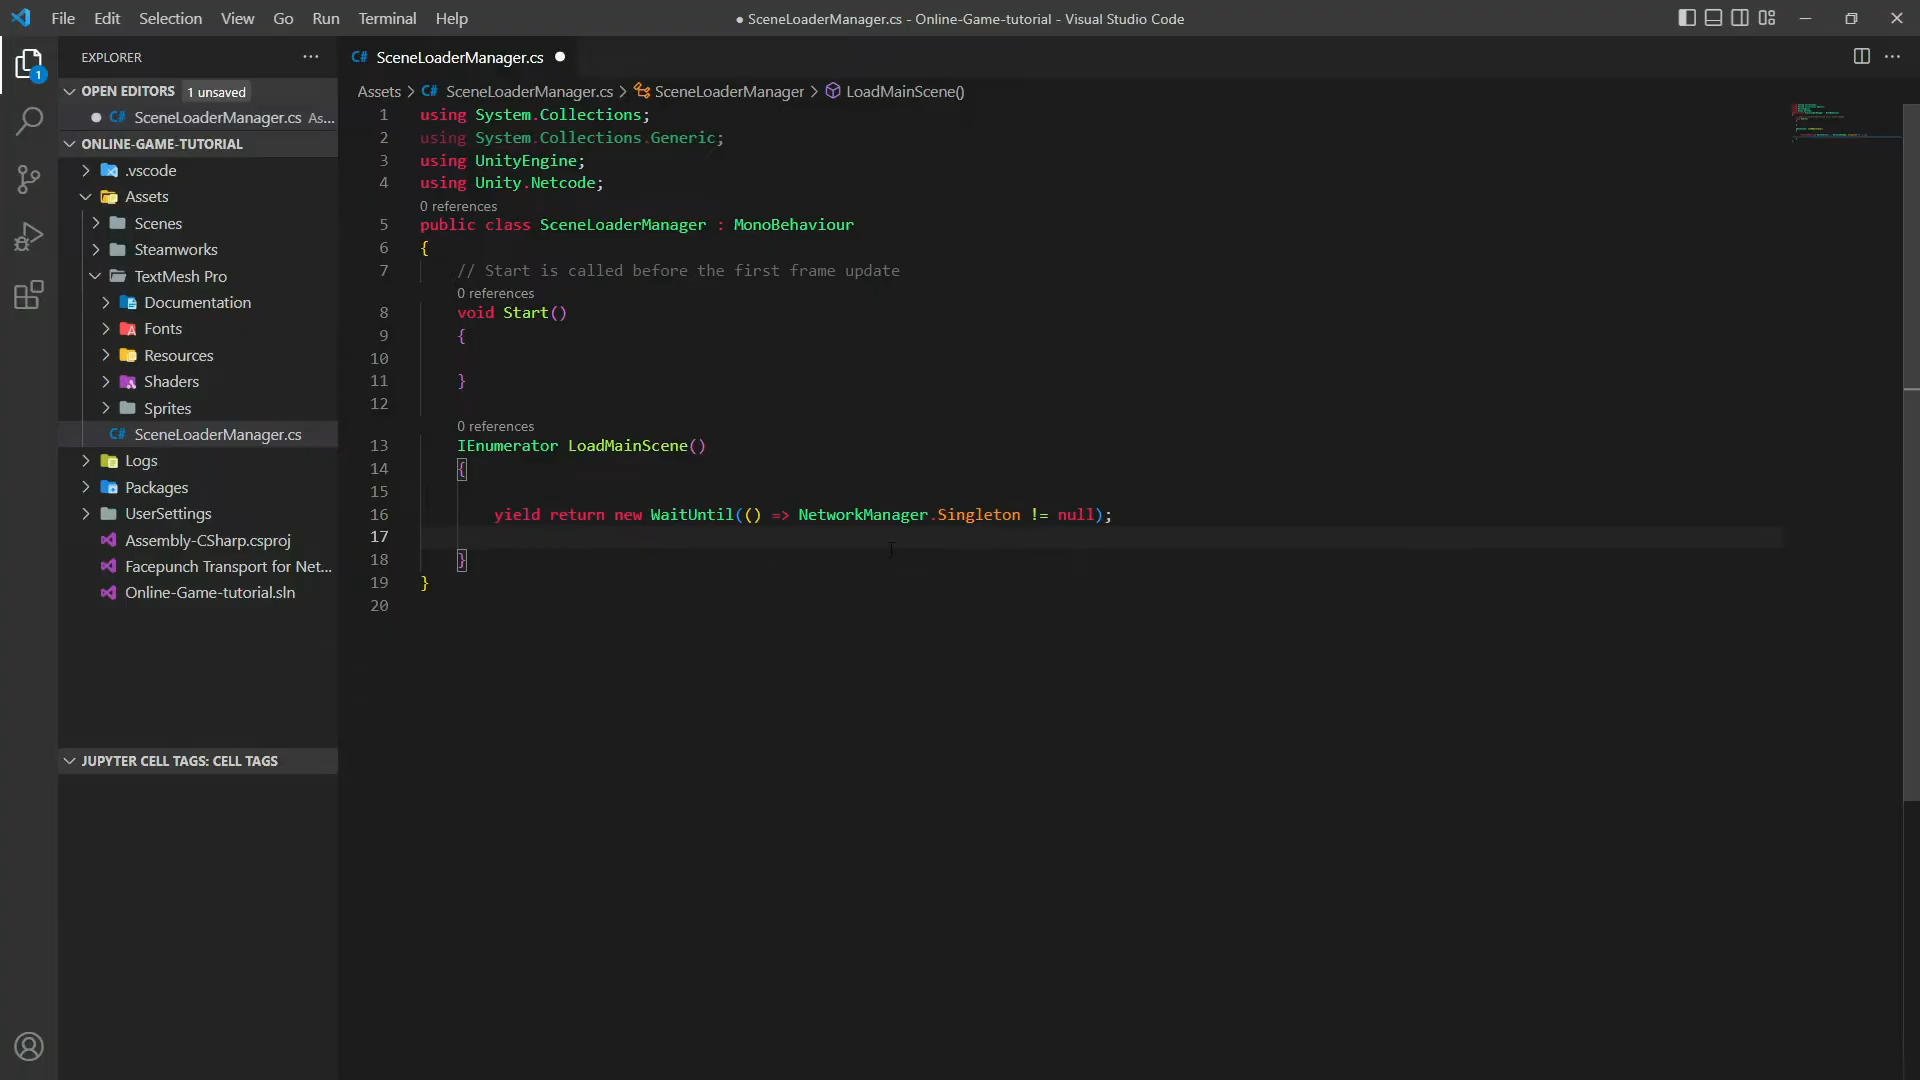 File Edit Selection View Go Run Terminal Help
● SceneLoaderManager.cs - Online-Game-tutorial - Visual Studio Code
EXPLORER
1
OPEN EDITORS 1 unsaved
C# SceneLoaderManager.cs As...
ONLINE-GAME-TUTORIAL
.vscode
Assets
Scenes
Steamworks
TextMesh Pro
Documentation
Fonts
Resources
Shaders
Sprites
C# SceneLoaderManager.cs
Logs
Packages
UserSettings
Assembly-CSharp.csproj
Facepunch Transport for Net...
Online-Game-tutorial.sln
JUPYTER CELL TAGS: CELL TAGS
C# SceneLoaderManager.cs
Assets > C# SceneLoaderManager.cs > SceneLoaderManager > LoadMainScene()
1 using System.Collections;
2 using System.Collections.Generic;
3 using UnityEngine;
4 using Unity.Netcode;
0 references
5 public class SceneLoaderManager : MonoBehaviour
6 {
7 // Start is called before the first frame update
0 references
8 void Start()
9 {
10
11 }
12
0 references
13 IEnumerator LoadMainScene()
14 {
15
16 yield return new WaitUntil(() => NetworkManager.Singleton != null);
17
18 }
19 }
20